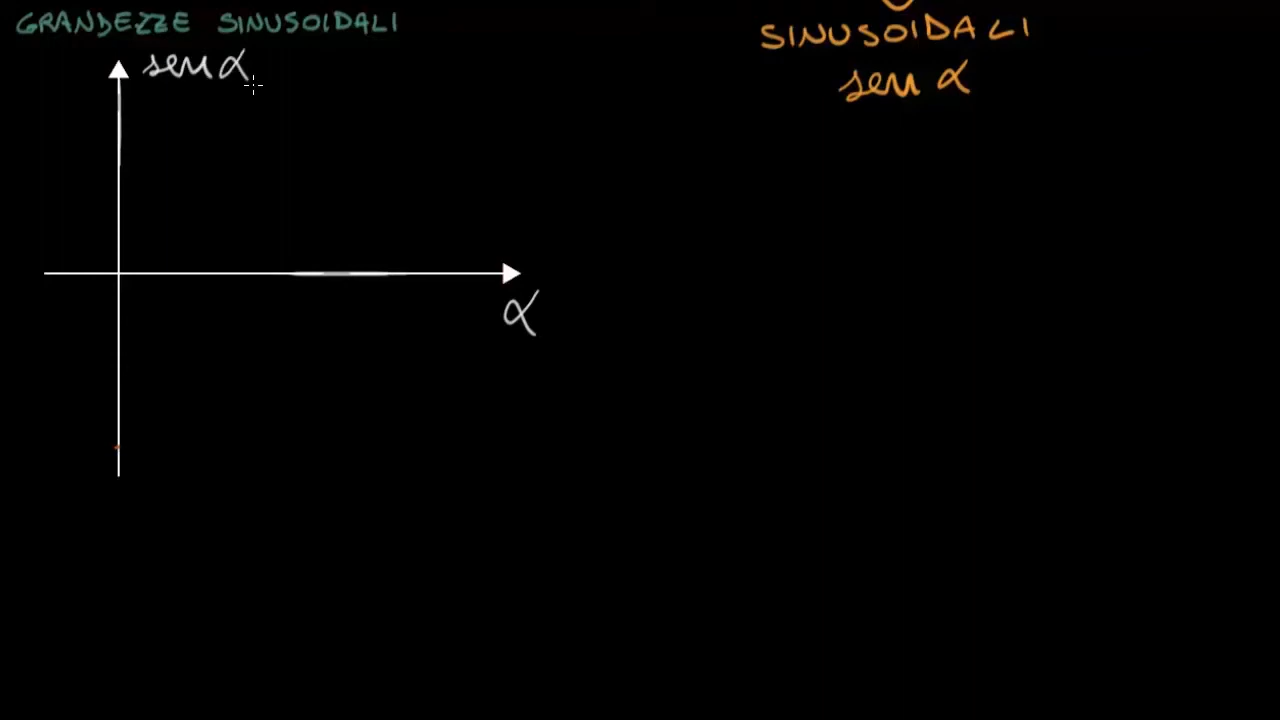 GRANDEZZE SINUSOIDALI
sen α
α
SINUSOIDALI
sen α